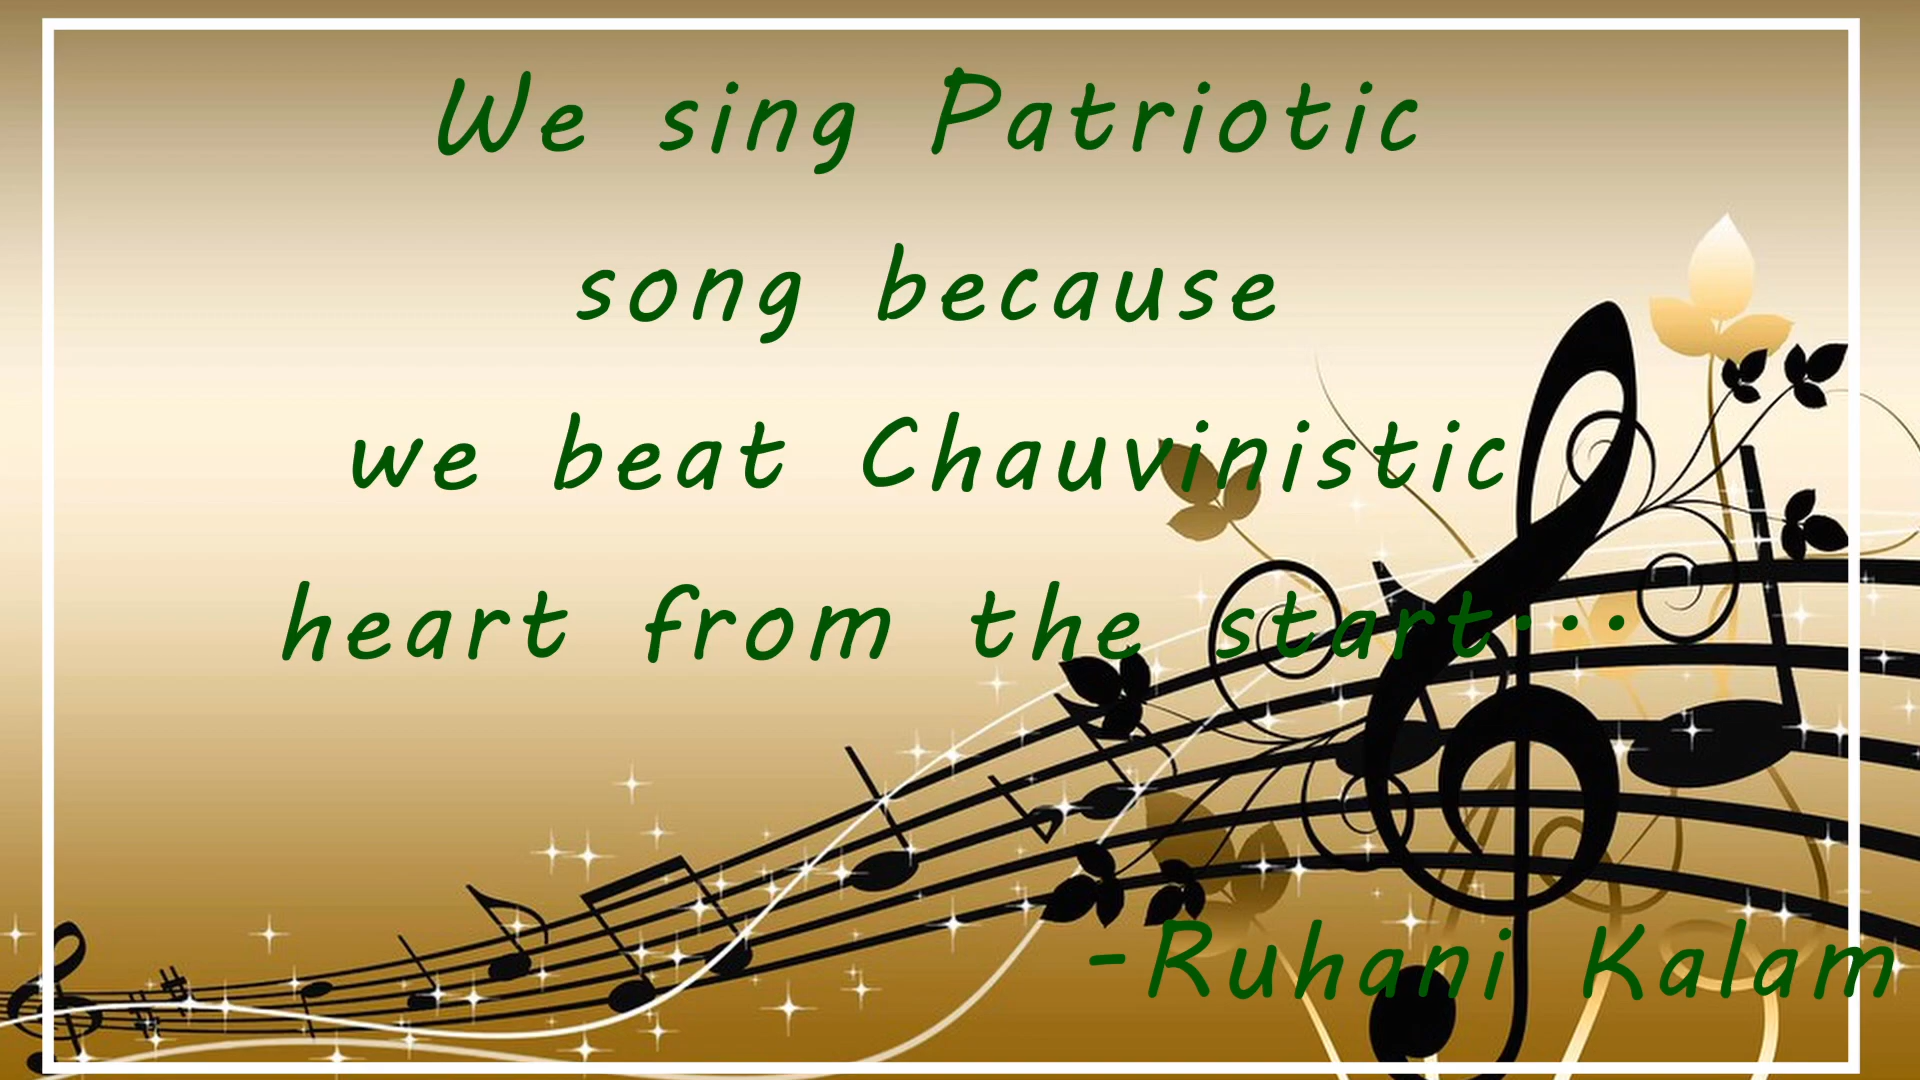 We sing Patriotic
song because
we beat Chauvinistic
heart from the start...
-Ruhani Kalam